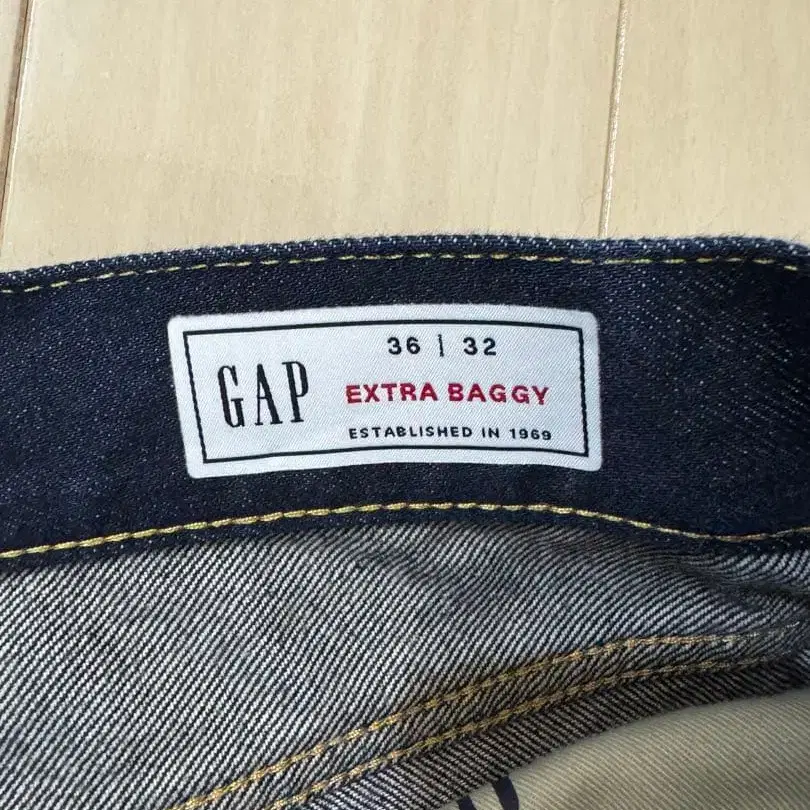 GAP
36 | 32
EXTRA BAGGY
ESTABLISHED IN 1969